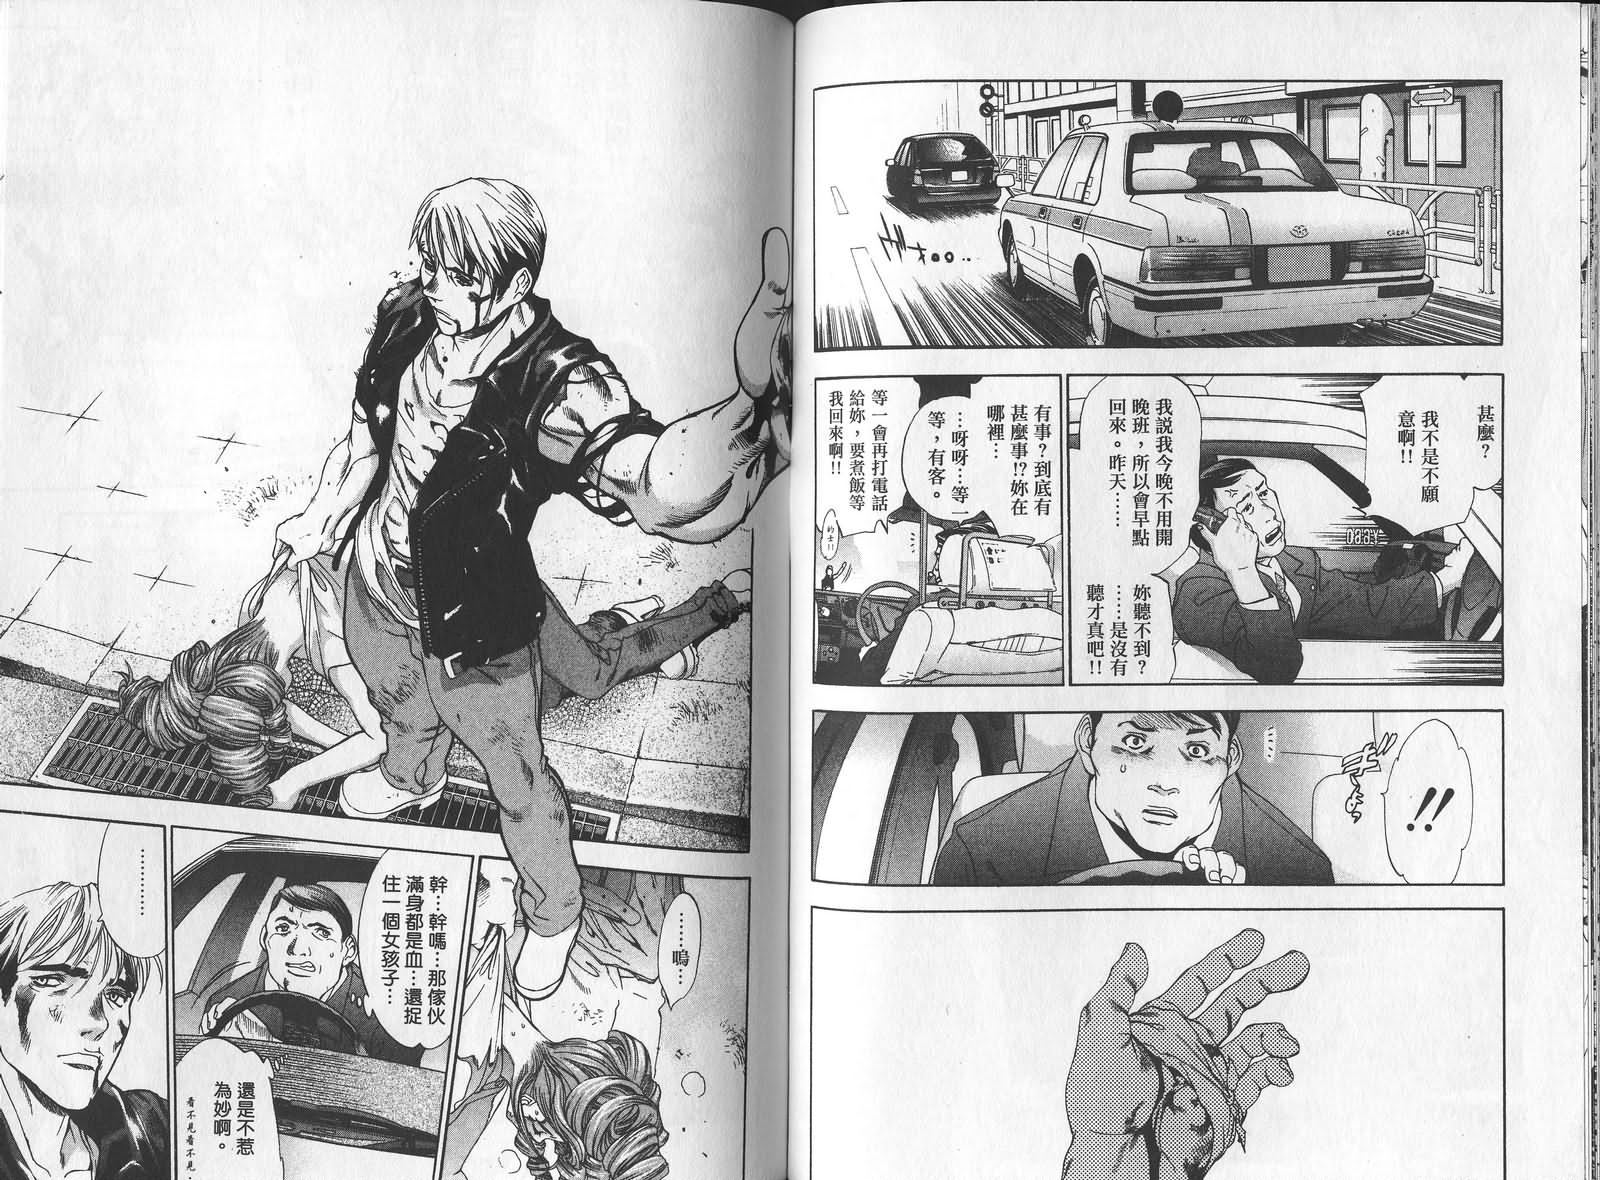 甚麼?
我不是不願
意啊!!
我説我今晚不用開
晚班，所以會早點
回來。昨天……
妳聽不到?
……是沒有
聽才真吧!!
有事?到底有
甚麼事!?妳在
哪裡…
…呀呀…等一
等，有客。
等一會再打電話
給妳，要煮飯等
我回來啊!!
的士!!
!!
……嗚…
幹…幹嗎…那傢伙
滿身都是血…還捉
住一個女孩子…
還是不惹
為妙啊。
看不見看不見…
…………